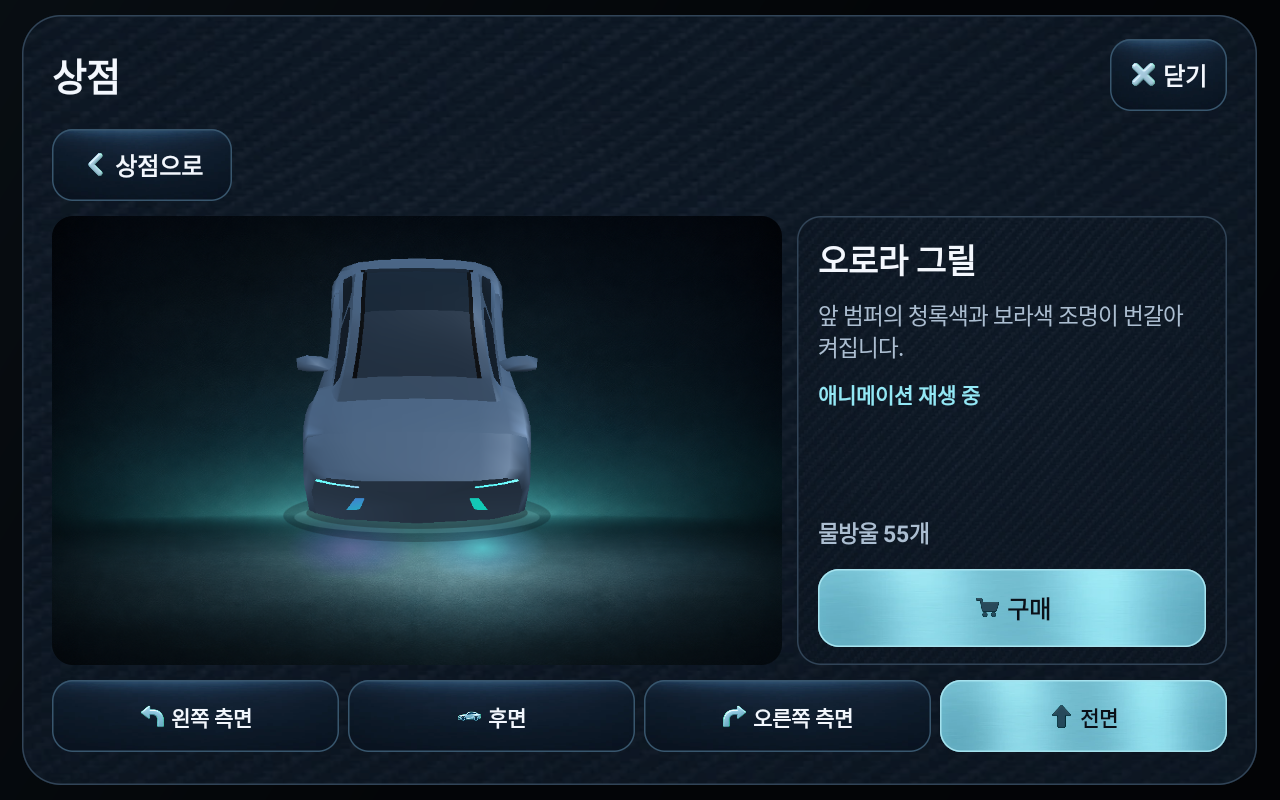 상점
닫기
상점으로
오로라 그릴
앞 범퍼의 청록색과 보라색 조명이 번갈아
켜집니다.
애니메이션 재생 중
물방울 55개
구매
왼쪽 측면
후면
오른쪽 측면
전면